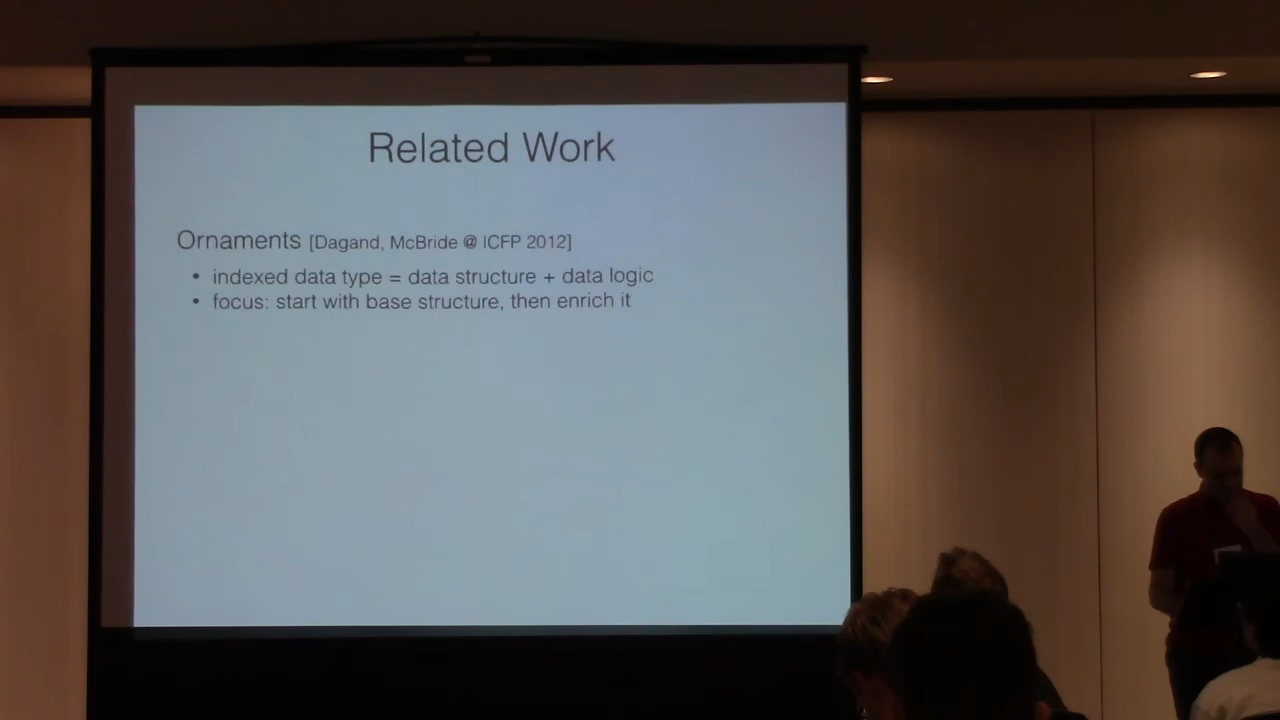 Related Work
Ornaments [Dagand, McBride @ ICFP 2012]
• indexed data type = data structure + data logic
• focus: start with base structure, then enrich it